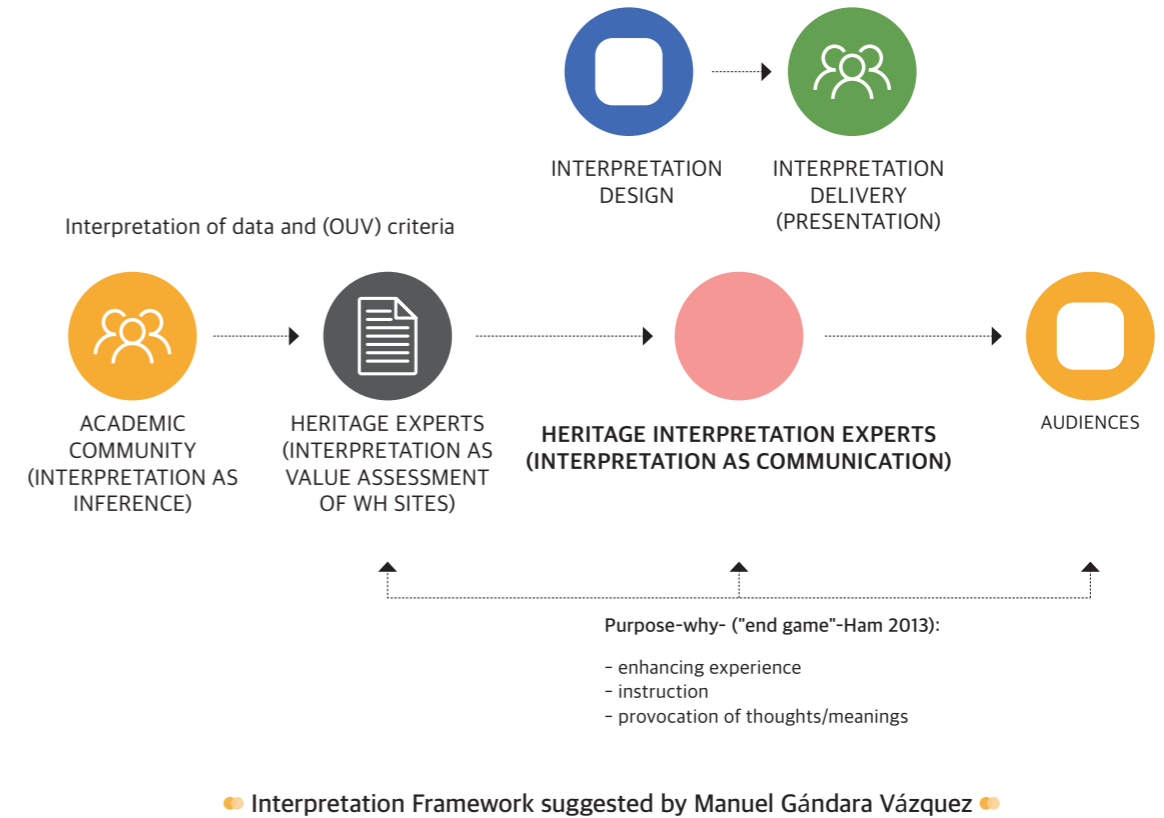 INTERPRETATION
DESIGN
INTERPRETATION
DELIVERY
(PRESENTATION)
Interpretation of data and (OUV) criteria
ACADEMIC
COMMUNITY
(INTERPRETATION AS
INFERENCE)
HERITAGE EXPERTS
(INTERPRETATION AS
VALUE ASSESSMENT
OF WH SITES)
HERITAGE INTERPRETATION EXPERTS
(INTERPRETATION AS COMMUNICATION)
AUDIENCES
Purpose-why- ("end game"-Ham 2013):
- enhancing experience
- instruction
- provocation of thoughts/meanings
Interpretation Framework suggested by Manuel Gándara Vázquez